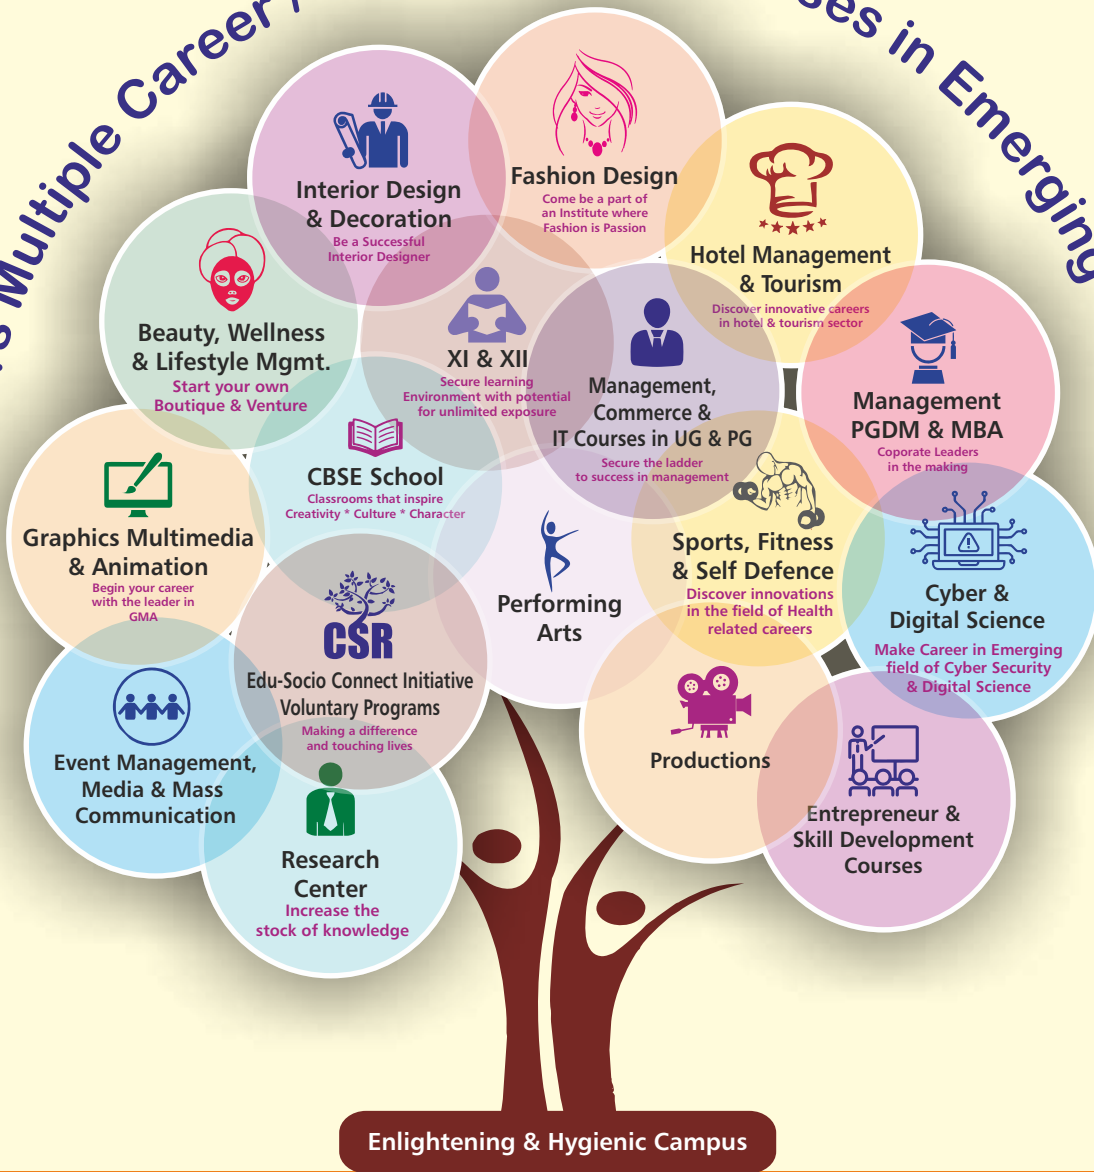 Multiple Career
in Emerging
Interior Design
& Decoration
Be a Successful
Interior Designer
Fashion Design
Come be a part of
an Institute where
Fashion is Passion
Hotel Management
& Tourism
Discover innovative careers
in hotel & tourism sector
Beauty, Wellness
& Lifestyle Mgmt.
Start your own
Boutique & Venture
XI & XII
Secure learning
Environment with potential
for unlimited exposure
Management,
Commerce &
IT Courses in UG & PG
Secure the ladder
to success in management
Management
PGDM & MBA
Coporate Leaders
in the making
CBSE School
Classrooms that inspire
Creativity * Culture * Character
Graphics Multimedia
& Animation
Begin your career
with the leader in
GMA
Performing
Arts
Sports, Fitness
& Self Defence
Discover innovations
in the field of Health
related careers
Cyber &
Digital Science
Make Career in Emerging
field of Cyber Security
& Digital Science
CSR
Edu-Socio Connect Initiative
Voluntary Programs
Making a difference
and touching lives
Event Management,
Media & Mass
Communication
Productions
Entrepreneur &
Skill Development
Courses
Research
Center
Increase the
stock of knowledge
Enlightening & Hygienic Campus